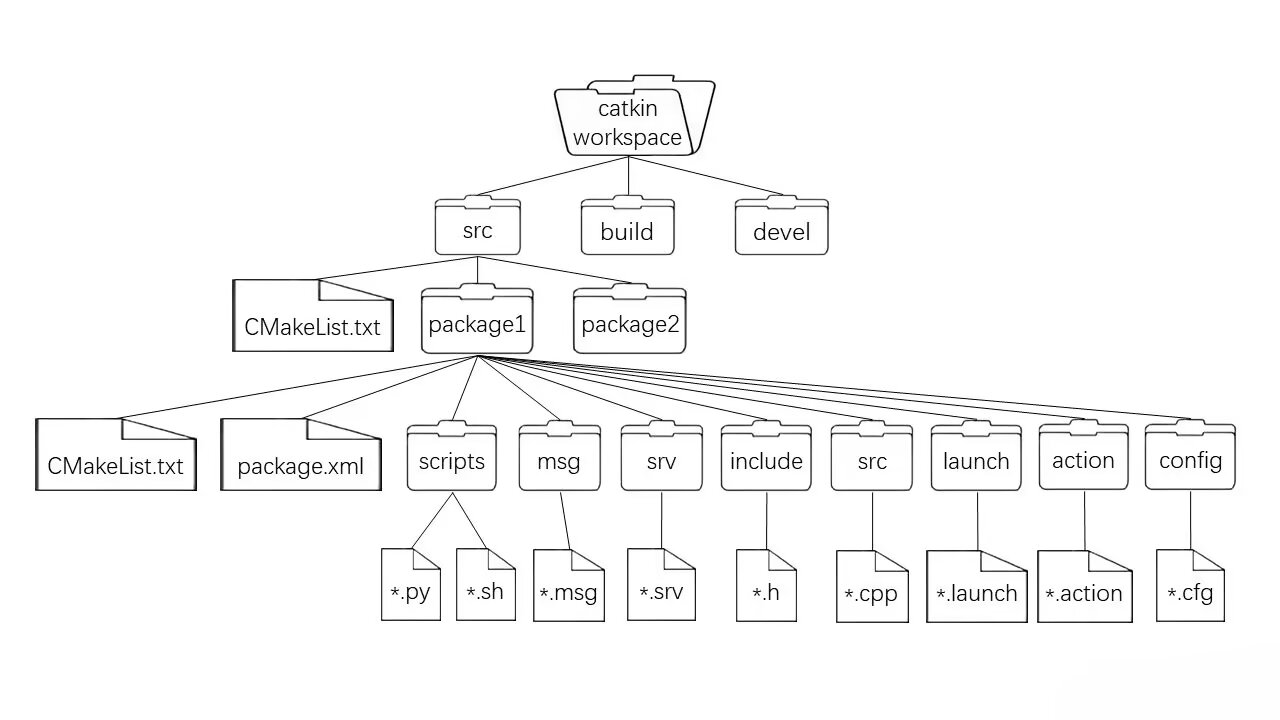 catkin
workspace
src
build
devel
CMakeList.txt
package1
package2
CMakeList.txt
package.xml
scripts
msg
srv
include
src
launch
action
config
*.py
*.sh
*.msg
*.srv
*.h
*.cpp
*.launch
*.action
*.cfg